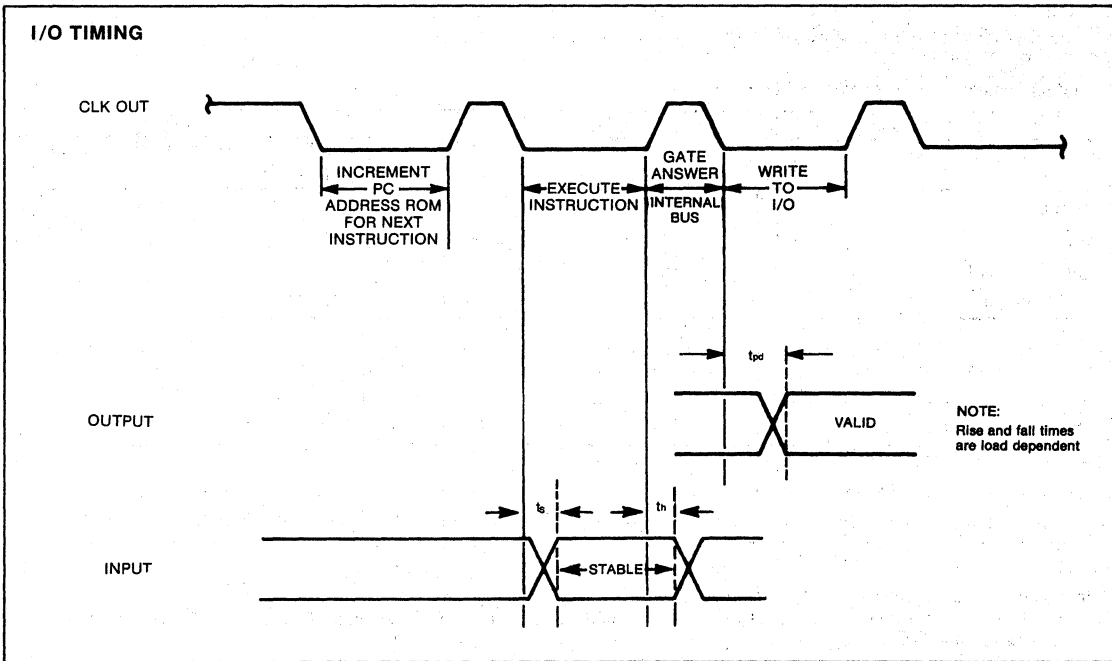 I/O TIMING
CLK OUT
INCREMENT
PC
ADDRESS ROM
FOR NEXT
INSTRUCTION
EXECUTE
INSTRUCTION
GATE
ANSWER
INTERNAL
BUS
WRITE
TO
I/O
tpd
OUTPUT
VALID
NOTE:
Rise and fall times
are load dependent
ts
th
INPUT
STABLE